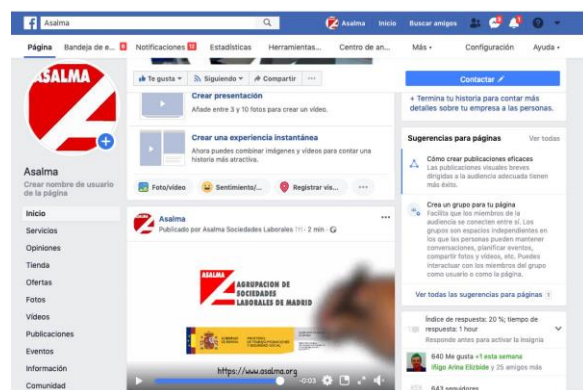 Asalma
Asalma Inicio Buscar amigos
Página Bandeja de e... Notificaciones 12 Estadísticas Herramientas... Centro de an... Más Configuración Ayuda
ASALMA
Te gusta Siguiendo Compartir ...
Contactar
Crear presentación
Añade entre 3 y 10 fotos para crear un vídeo.
Crear una experiencia instantánea
Ahora puedes combinar imágenes y vídeos para contar una
historia más atractiva.
Foto/vídeo Sentimiento/... Registrar vis... ...
+ Termina tu historia para contar más
detalles sobre tu empresa a las personas.
Sugerencias para páginas Ver todas
Cómo crear publicaciones eficaces
Las publicaciones visuales breves
dirigidas a la audiencia adecuada tienen
más éxito.
Crea un grupo para tu página
Facilita que los miembros de la
audiencia se conecten entre sí. Los
grupos son espacios independientes en
los que las personas pueden mantener
conversaciones, planificar eventos,
compartir fotos y vídeos, etc. Puedes
interactuar con los miembros del grupo
como usuario o como la página.
Ver todas las sugerencias para páginas
Índice de respuesta: 20 %; tiempo de
respuesta: 1 hour
Responde antes para activar la insignia
640 Me gusta +1 esta semana
Iñigo Arina Elizbide y 25 amigos más
643 seguidores
Asalma
Crear nombre de usuario
de la página
Inicio
Servicios
Opiniones
Tienda
Ofertas
Fotos
Vídeos
Publicaciones
Eventos
Información
Comunidad
Asalma
Publicado por Asalma Sociedades Laborales · 2 min ·
ASALMA
AGRUPACION DE
SOCIEDADES
LABORALES DE MADRID
https://www.asalma.org
-0:03